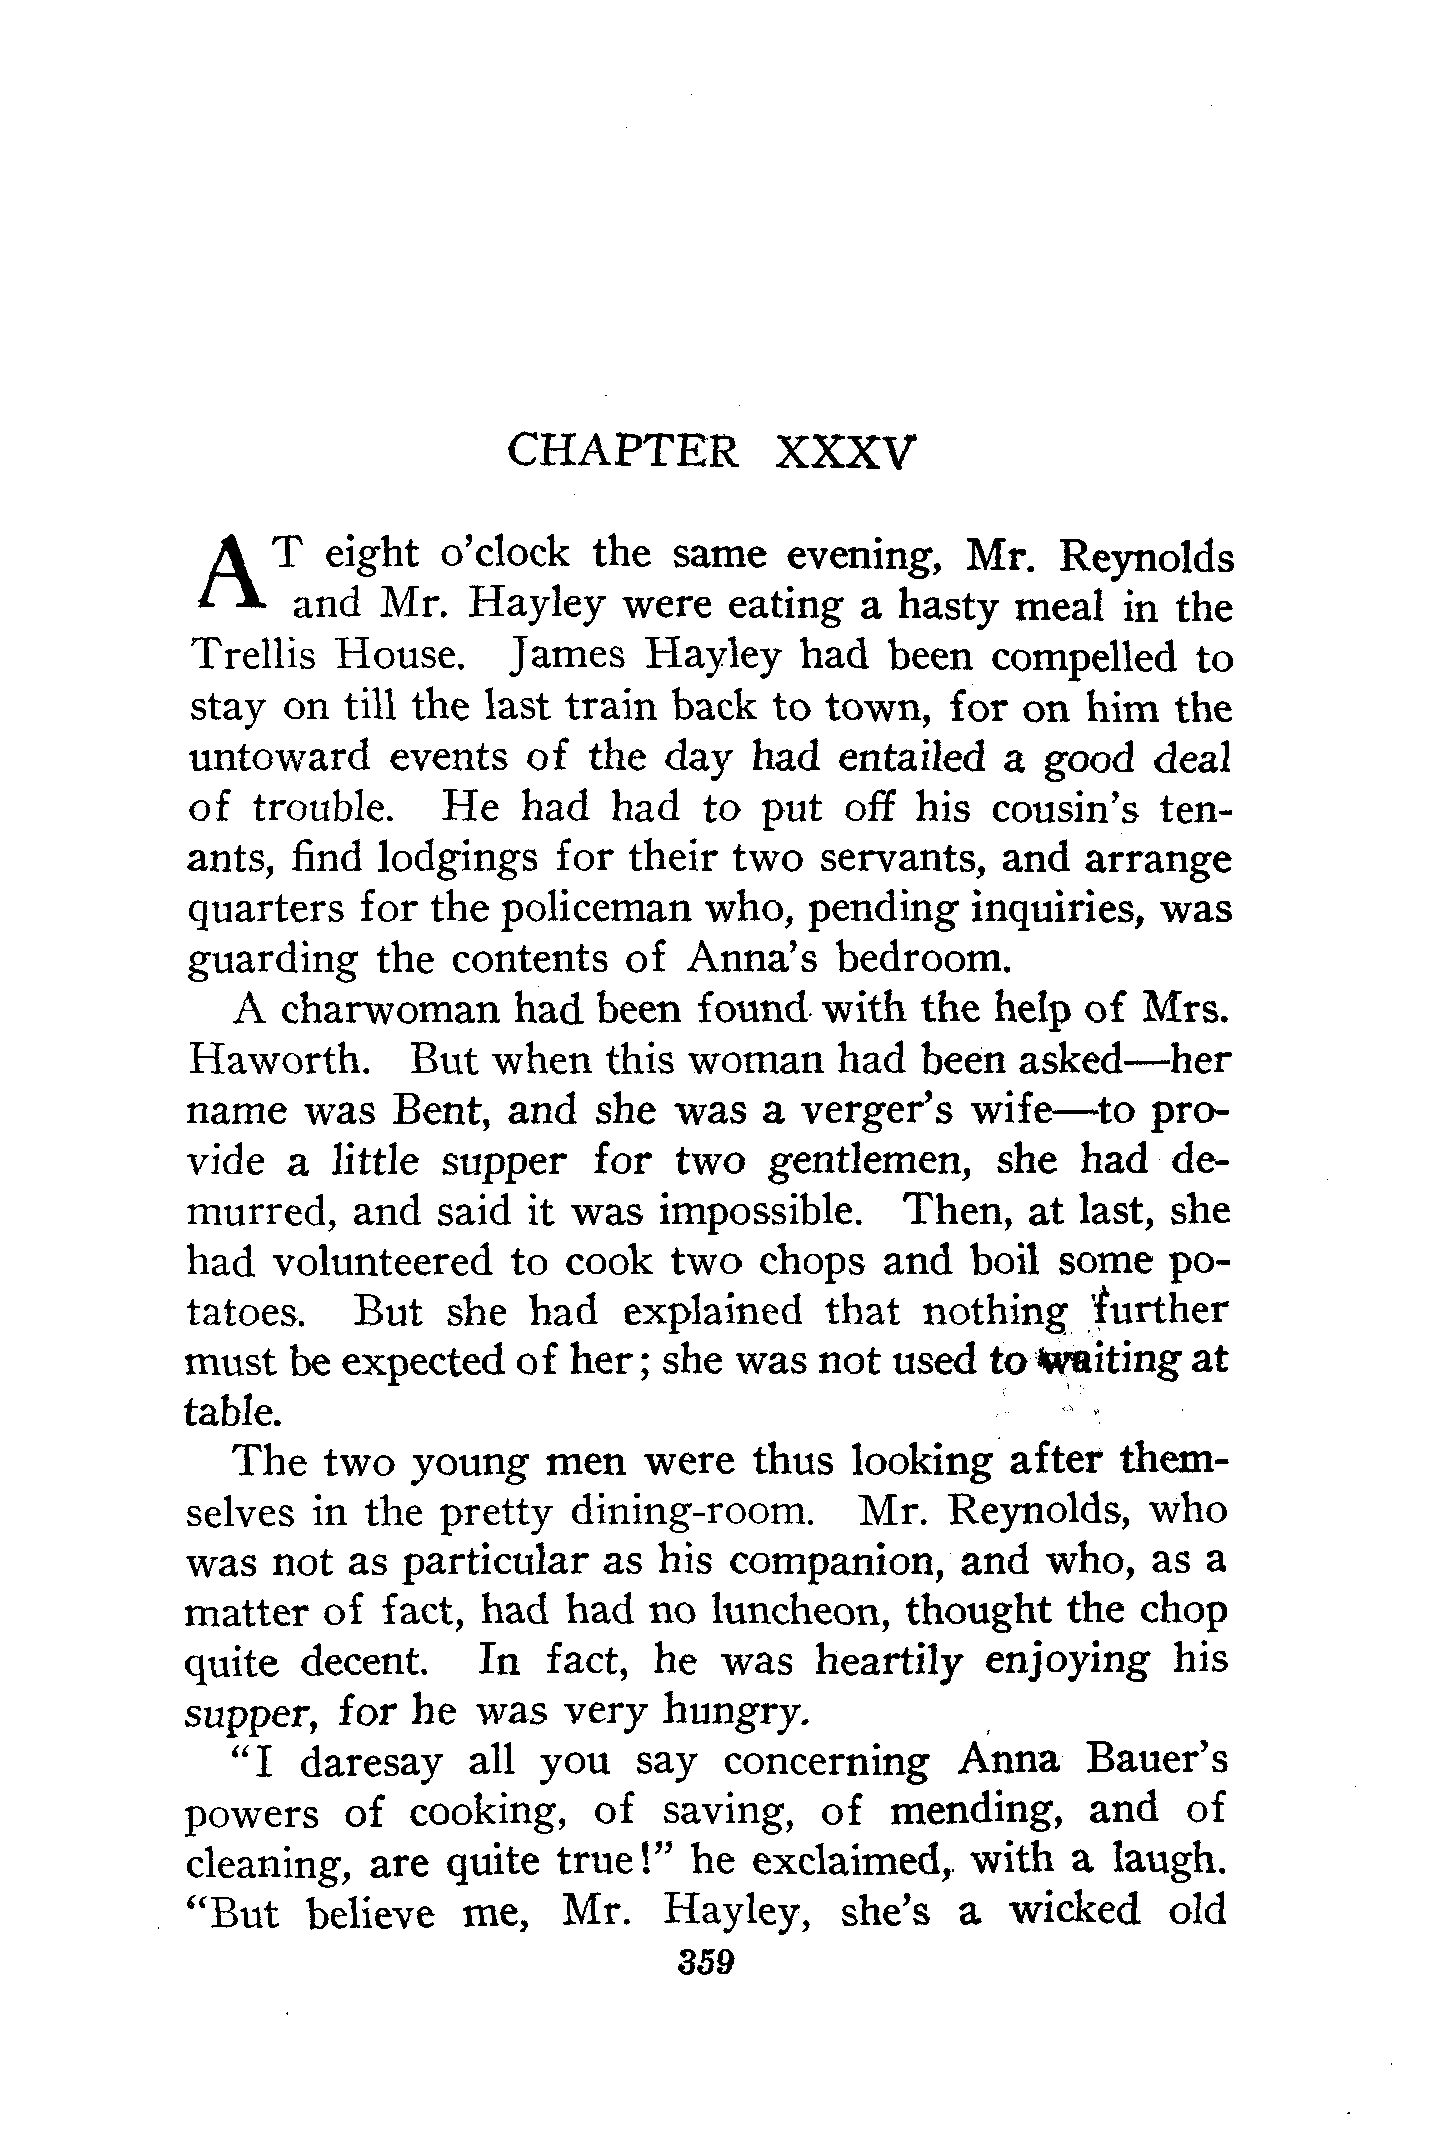 CHAPTER XXXV
AT eight o'clock the same evening, Mr. Reynolds
and Mr. Hayley were eating a hasty meal in the
Trellis House. James Hayley had been compelled to
stay on till the last train back to town, for on him the
untoward events of the day had entailed a good deal
of trouble. He had had to put off his cousin's ten-
ants, find lodgings for their two servants, and arrange
quarters for the policeman who, pending inquiries, was
guarding the contents of Anna's bedroom.
A charwoman had been found with the help of Mrs.
Haworth. But when this woman had been asked—her
name was Bent, and she was a verger's wife—to pro-
vide a little supper for two gentlemen, she had de-
murred, and said it was impossible. Then, at last, she
had volunteered to cook two chops and boil some po-
tatoes. But she had explained that nothing further
must be expected of her; she was not used to waiting at
table.
The two young men were thus looking after them-
selves in the pretty dining-room. Mr. Reynolds, who
was not as particular as his companion, and who, as a
matter of fact, had had no luncheon, thought the chop
quite decent. In fact, he was heartily enjoying his
supper, for he was very hungry.
"I daresay all you say concerning Anna Bauer's
powers of cooking, of saving, of mending, and of
cleaning, are quite true!" he exclaimed, with a laugh.
"But believe me, Mr. Hayley, she's a wicked old
359